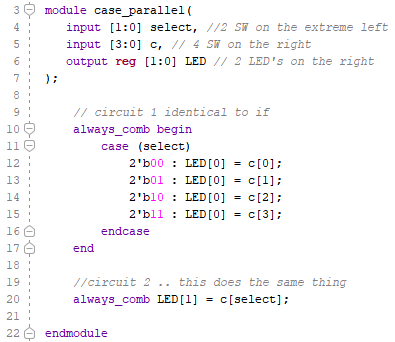 3 module case_parallel(
4 input [1:0] select, //2 SW on the extreme left
5 input [3:0] c, // 4 SW on the right
6 output reg [1:0] LED // 2 LED's on the right
7 );
8
9 // circuit 1 identical to if
10 always_comb begin
11 case (select)
12 2'b00 : LED[0] = c[0];
13 2'b01 : LED[0] = c[1];
14 2'b10 : LED[0] = c[2];
15 2'b11 : LED[0] = c[3];
16 endcase
17 end
18
19 //circuit 2 .. this does the same thing
20 always_comb LED[1] = c[select];
21
22 endmodule